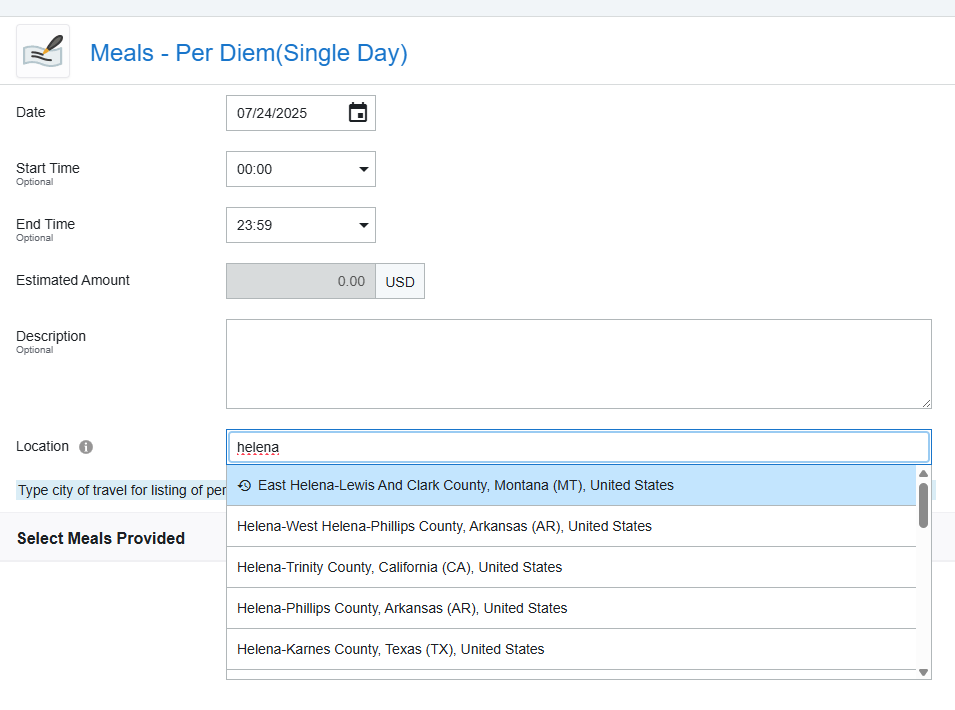 Meals - Per Diem(Single Day)
Date
07/24/2025
Start Time
Optional
00:00
End Time
Optional
23:59
Estimated Amount
0.00
USD
Description
Optional
Location
helena
East Helena-Lewis And Clark County, Montana (MT), United States
Type city of travel for listing of per
Helena-West Helena-Phillips County, Arkansas (AR), United States
Select Meals Provided
Helena-Trinity County, California (CA), United States
Helena-Phillips County, Arkansas (AR), United States
Helena-Karnes County, Texas (TX), United States